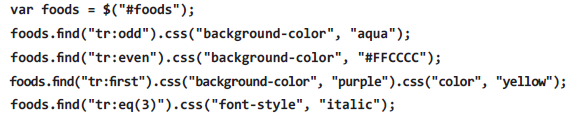 var foods = $("#foods");
foods.find("tr:odd").css("background-color", "aqua");
foods.find("tr:even").css("background-color", "#FFCCCC");
foods.find("tr:first").css("background-color", "purple").css("color", "yellow");
foods.find("tr:eq(3)").css("font-style", "italic");